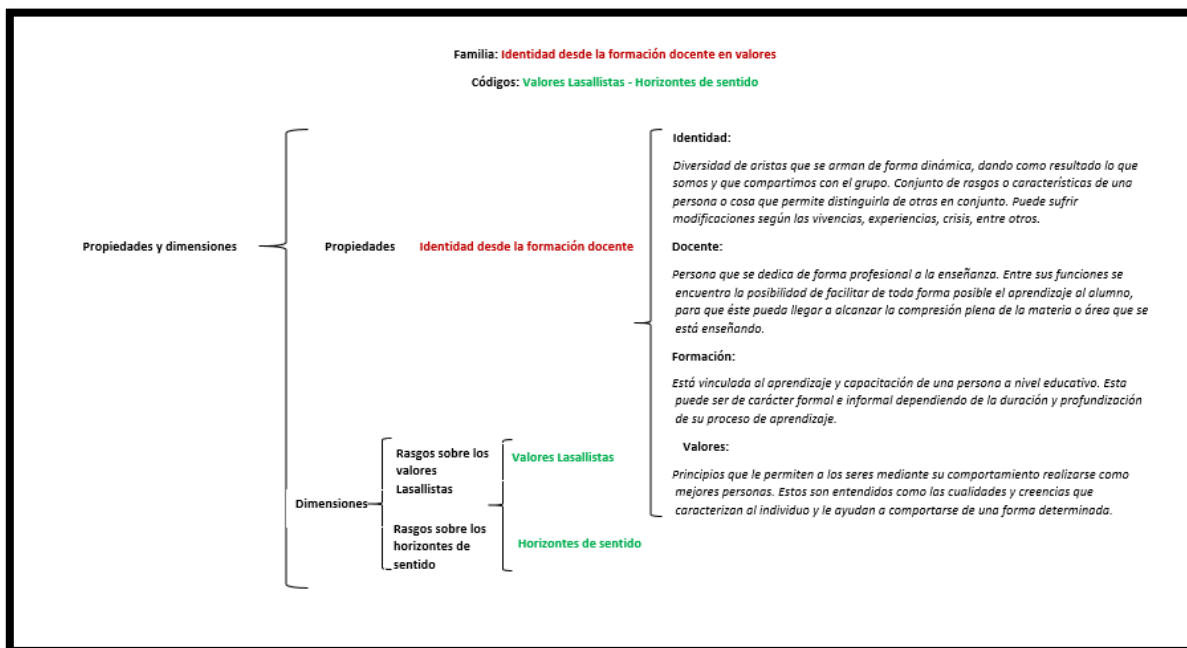 Familia: Identidad desde la formación docente en valores
Códigos: Valores Lasallistas - Horizontes de sentido
Propiedades y dimensiones
Propiedades
Identidad desde la formación docente
Identidad:
Diversidad de aristas que se arman de forma dinámica, dando como resultado lo que
somos y que compartimos con el grupo. Conjunto de rasgos o características de una
persona o cosa que permite distinguirla de otras en conjunto. Puede sufrir
modificaciones según las vivencias, experiencias, crisis, entre otros.
Docente:
Persona que se dedica de forma profesional a la enseñanza. Entre sus funciones se
encuentra la posibilidad de facilitar de toda forma posible el aprendizaje al alumno,
para que éste pueda llegar a alcanzar la compresión plena de la materia o área que se
está enseñando.
Formación:
Está vinculada al aprendizaje y capacitación de una persona a nivel educativo. Esta
puede ser de carácter formal e informal dependiendo de la duración y profundización
de su proceso de aprendizaje.
Valores:
Principios que le permiten a los seres mediante su comportamiento realizarse como
mejores personas. Estos son entendidos como las cualidades y creencias que
caracterizan al individuo y le ayudan a comportarse de una forma determinada.
Dimensiones
Rasgos sobre los
valores
Lasallistas
Rasgos sobre los
horizontes de
sentido
Valores Lasallistas
Horizontes de sentido